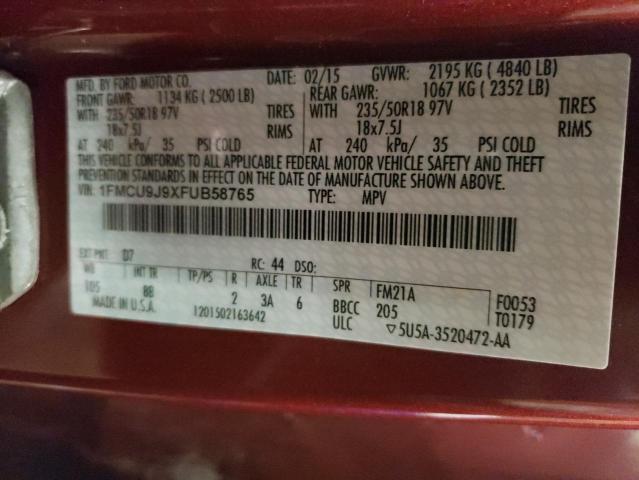 MFD. BY FORD MOTOR CO. DATE: 02/15 GVWR: 2195 KG ( 4840 LB)
FRONT GAWR: 1134 KG ( 2500 LB) REAR GAWR: 1067 KG ( 2352 LB)
WITH 235/50R18 97V TIRES WITH 235/50R18 97V TIRES
18x7.5J RIMS 18x7.5J RIMS
AT 240 kPa/ 35 PSI COLD AT 240 kPa/ 35 PSI COLD
THIS VEHICLE CONFORMS TO ALL APPLICABLE FEDERAL MOTOR VEHICLE SAFETY AND THEFT
PREVENTION STANDARDS IN EFFECT ON THE DATE OF MANUFACTURE SHOWN ABOVE.
VIN: 1FMCU9J9XFUB58765 TYPE: MPV
EXT PNT: D7 RC: 44 DSO:
WB INT TR TP/PS R AXLE TR SPR FM21A F0053
105 8B 2 3A 6 BBCC 205 T0179
MADE IN U.S.A. 1201502163642 ULC ▽5U5A-3520472-AA